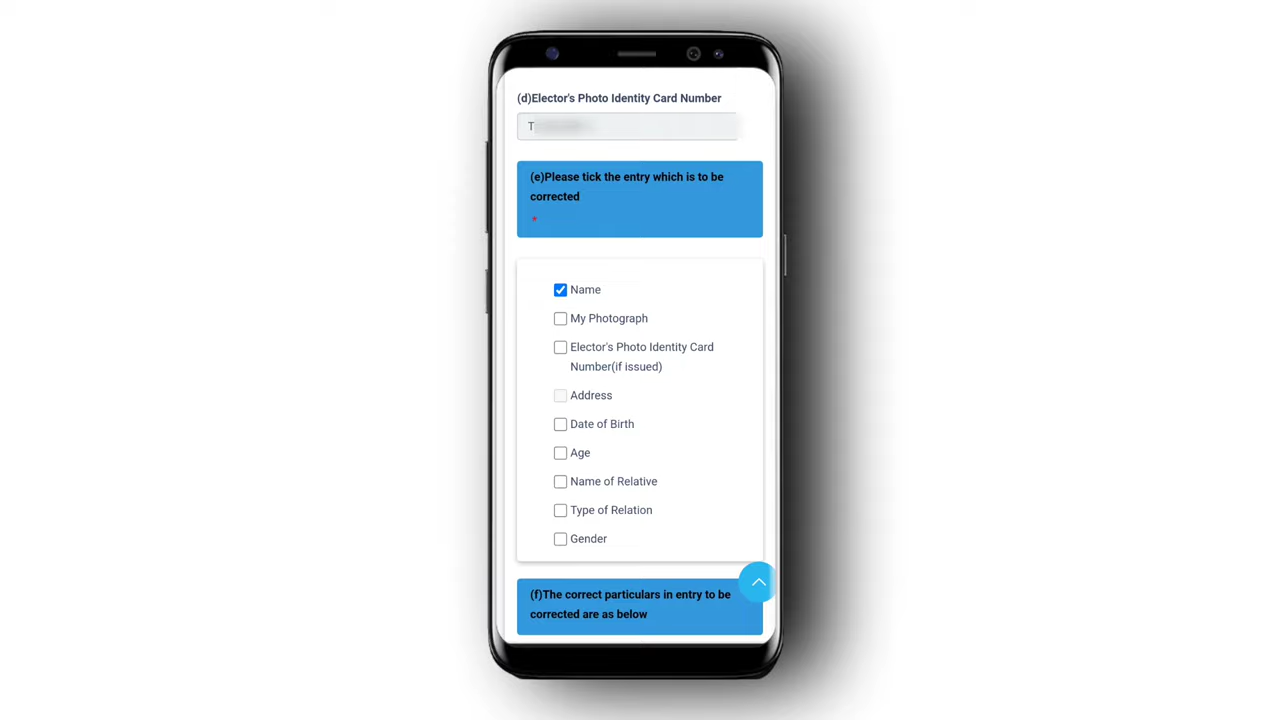 (d)Elector's Photo Identity Card Number
T
(e)Please tick the entry which is to be
corrected
*
Name
My Photograph
Elector's Photo Identity Card
Number(if issued)
Address
Date of Birth
Age
Name of Relative
Type of Relation
Gender
(f)The correct particulars in entry to be
corrected are as below